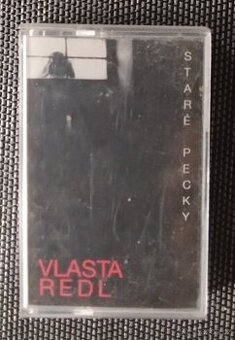 STARÉ PECKY
VLASTA
REDL